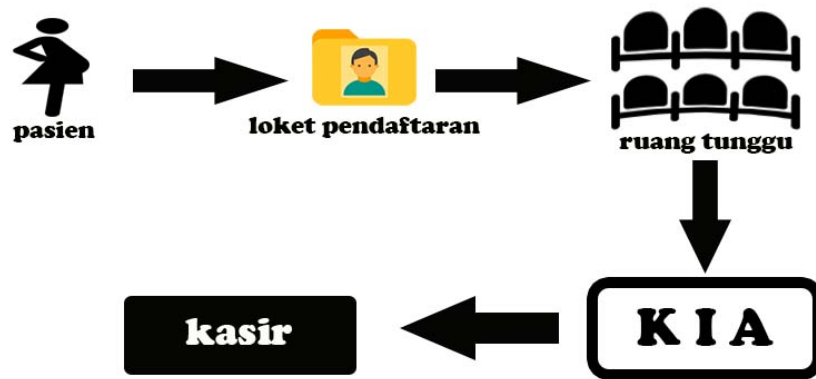 pasien
loket pendaftaran
ruang tunggu
K I A
kasir